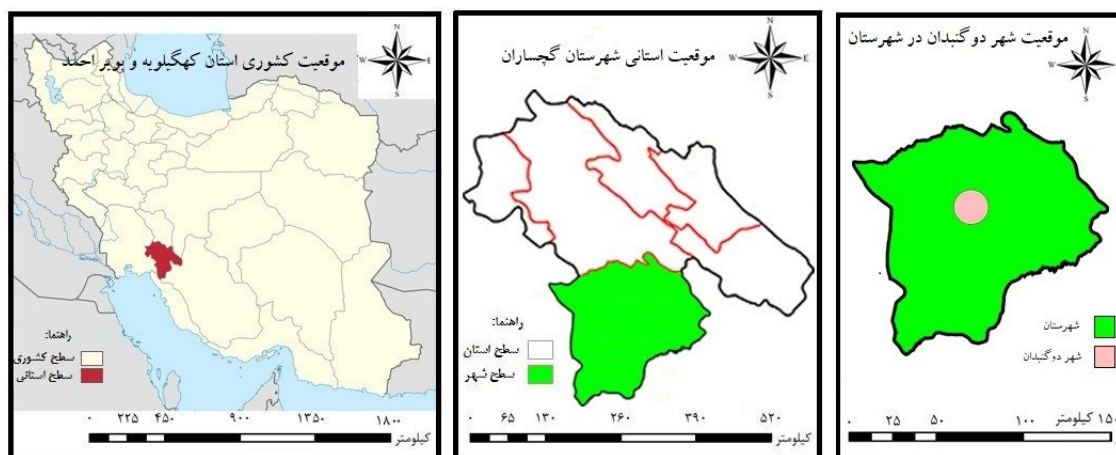 موقعیت کشوری استان کهگیلویه و بویر احمد
N
W
E
S
راهنما:
سطح کشوری
سطح استانی
۰ ۲۲۵ ۴۵۰ ۹۰۰ ۱۳۵۰ ۱۸۰۰
کیلومتر
موقعیت استانی شهرستان گچساران
N
W
E
S
راهنما:
سطح استان
سطح شهر
۰ ۶۵ ۱۳۰ ۲۶۰ ۳۹۰ ۵۲۰
کیلومتر
موقعیت شهر دوگنبدان در شهرستان
N
W
E
S
شهرستان
شهر دوگنبدان
۰ ۲۵ ۵۰ ۱۰۰ ۱۵۰ کیلومتر